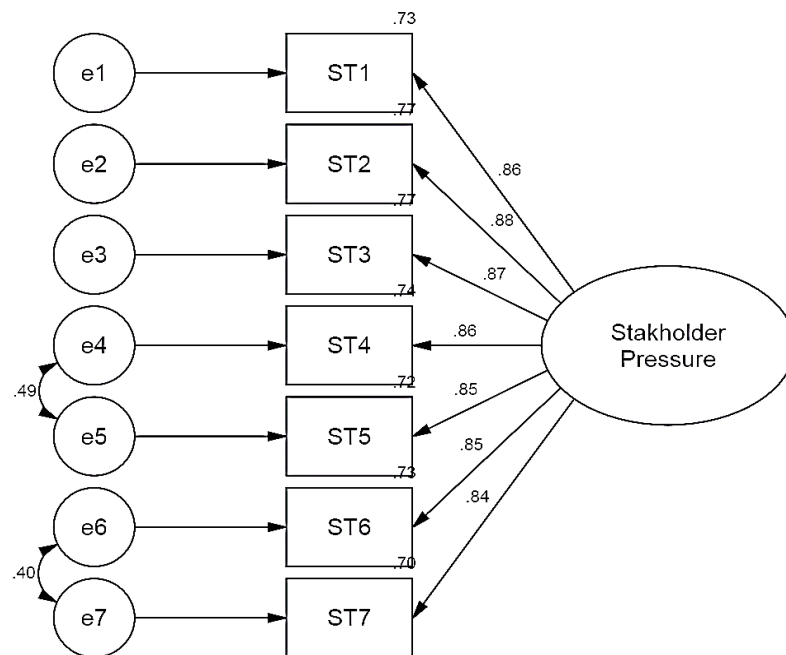 .73
e1
ST1
.77
.86
e2
ST2
.77
.88
e3
ST3
.87
.74
e4
ST4
.86
Stakholder
Pressure
.72
.49
.85
e5
ST5
.73
.85
e6
ST6
.84
.70
.40
e7
ST7